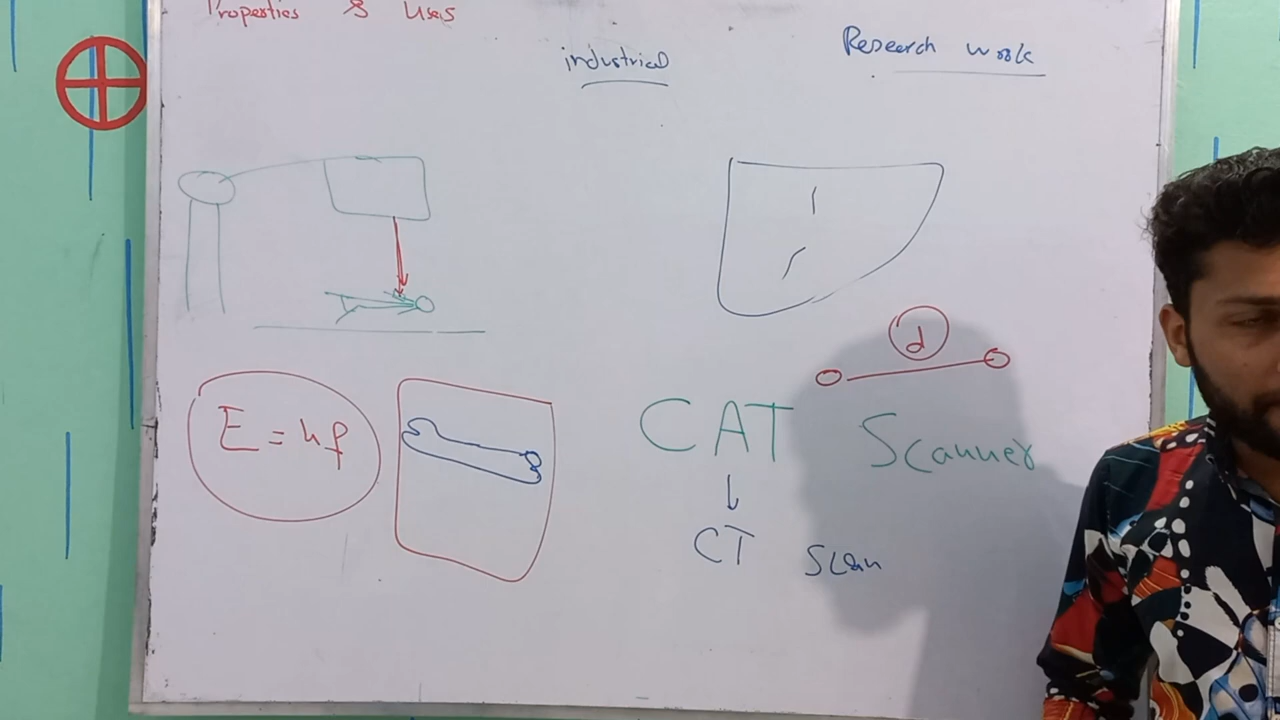 Properties & Uses
industrial
Research work
d
E = hf
CAT Scanner
CT Scan